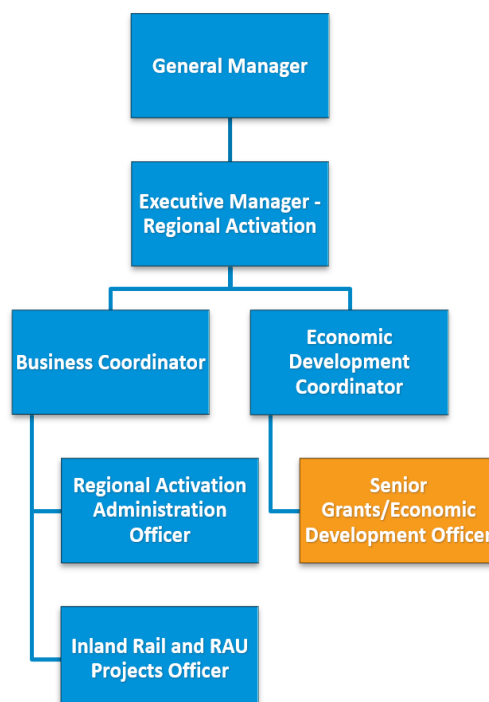 General Manager
Executive Manager -
Regional Activation
Business Coordinator
Economic
Development
Coordinator
Regional Activation
Administration
Officer
Senior
Grants/Economic
Development Officer
Inland Rail and RAU
Projects Officer